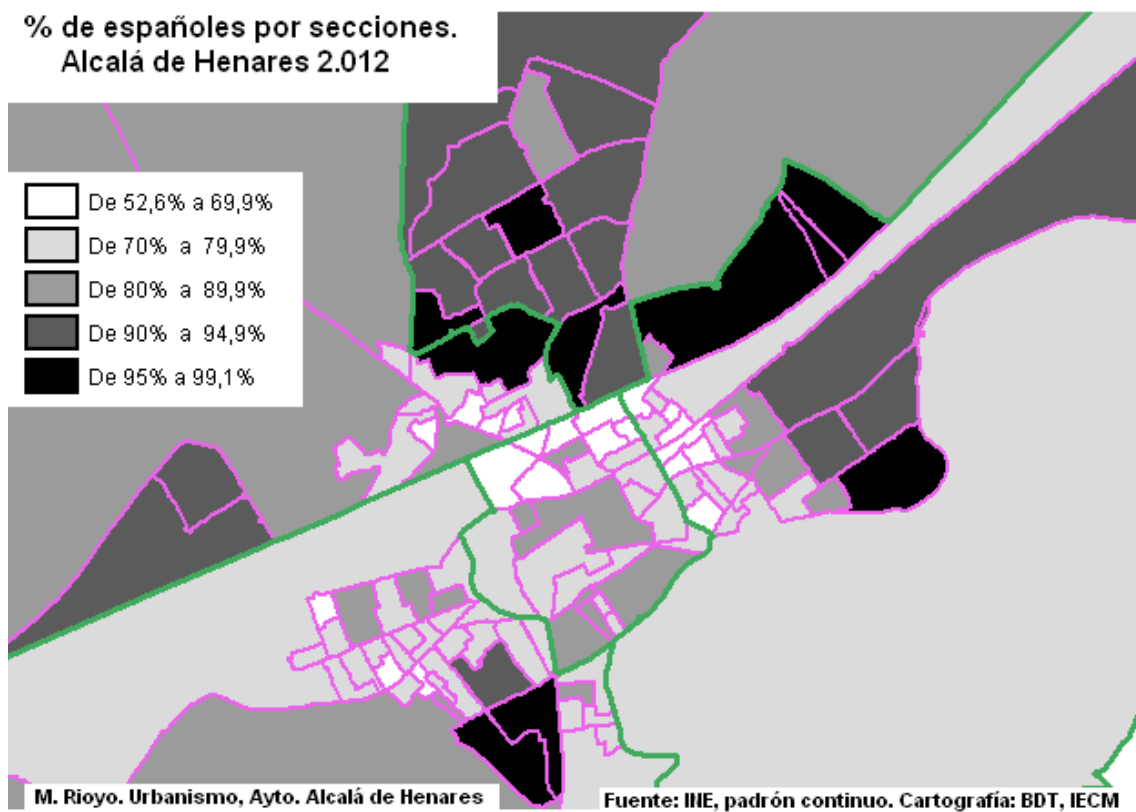 % de españoles por secciones.
Alcalá de Henares 2.012
De 52,6% a 69,9%
De 70% a 79,9%
De 80% a 89,9%
De 90% a 94,9%
De 95% a 99,1%
M. Rioyo. Urbanismo, Ayto. Alcalá de Henares
Fuente: INE, padrón continuo. Cartografía: BDT, IECM